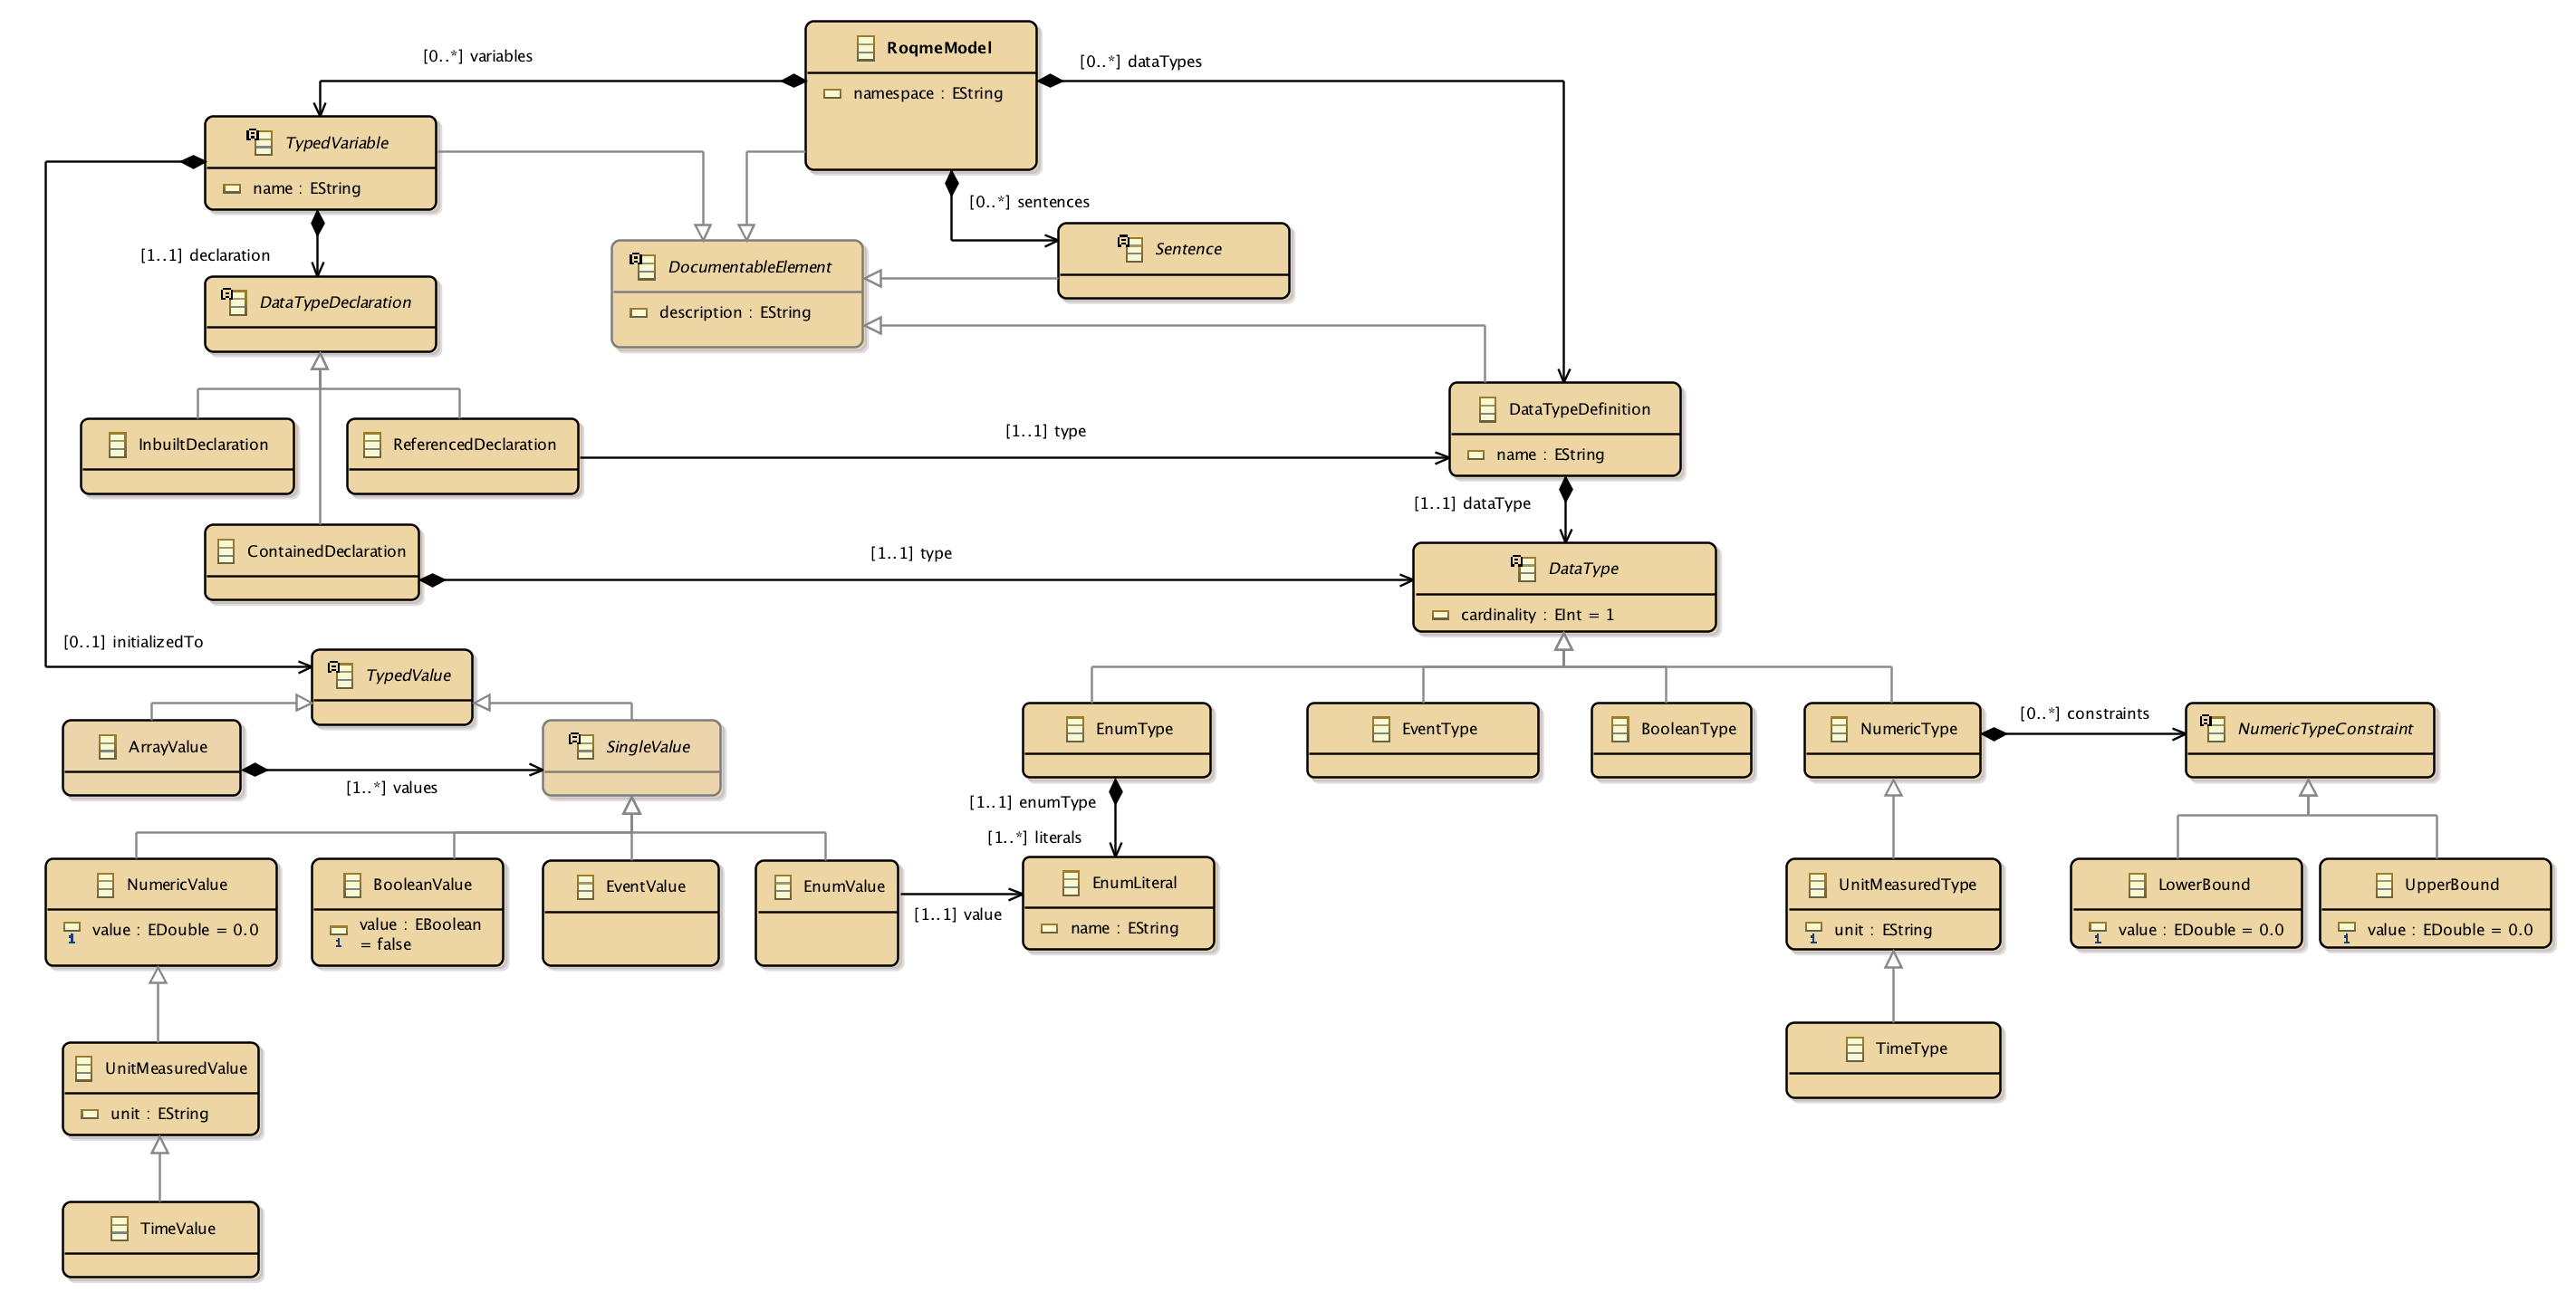 RoqmeModel
namespace : EString
[0..*] variables
[0..*] dataTypes
TypedVariable
name : EString
[0..*] sentences
Sentence
[1..1] declaration
DocumentableElement
description : EString
DataTypeDeclaration
InbuiltDeclaration
ReferencedDeclaration
[1..1] type
DataTypeDefinition
name : EString
[1..1] dataType
ContainedDeclaration
[1..1] type
DataType
cardinality : EInt = 1
[0..1] initializedTo
TypedValue
ArrayValue
[1..*] values
SingleValue
EnumType
EventType
BooleanType
NumericType
[0..*] constraints
NumericTypeConstraint
[1..1] enumType
[1..*] literals
NumericValue
value : EDouble = 0.0
BooleanValue
value : EBoolean
= false
EventValue
EnumValue
[1..1] value
EnumLiteral
name : EString
UnitMeasuredType
unit : EString
LowerBound
value : EDouble = 0.0
UpperBound
value : EDouble = 0.0
UnitMeasuredValue
unit : EString
TimeType
TimeValue